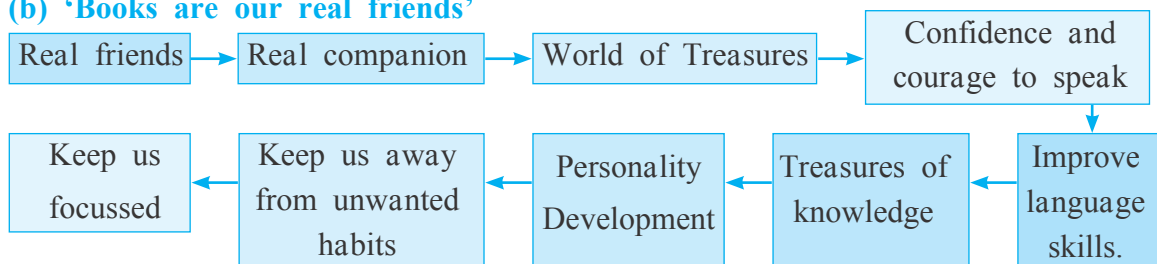 (b) ‘Books are our real friends’
Real friends
Real companion
World of Treasures
Confidence and
courage to speak
Improve
language
skills.
Treasures of
knowledge
Personality
Development
Keep us away
from unwanted
habits
Keep us
focussed